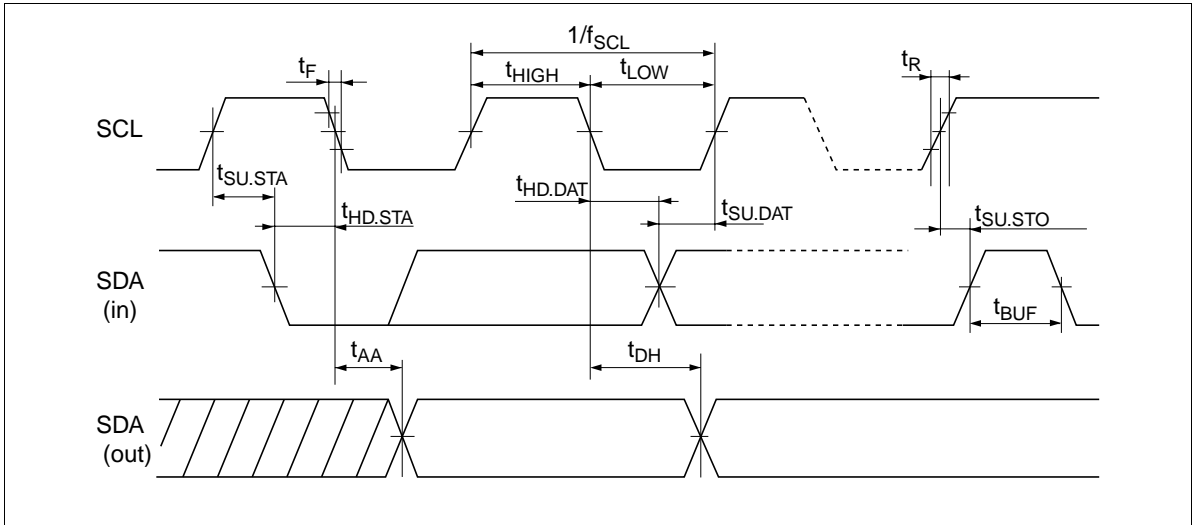 1/fSCL
tF
tHIGH
tLOW
tR
SCL
tSU.STA
tHD.DAT
tHD.STA
tSU.DAT
tSU.STO
SDA
(in)
tBUF
tAA
tDH
SDA
(out)